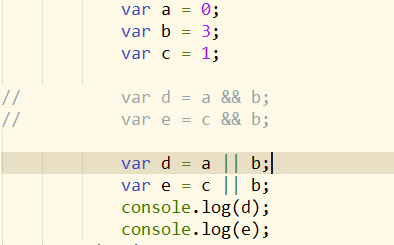 var a = 0;
var b = 3;
var c = 1;
// var d = a && b;
// var e = c && b;
var d = a || b;
var e = c || b;
console.log(d);
console.log(e);